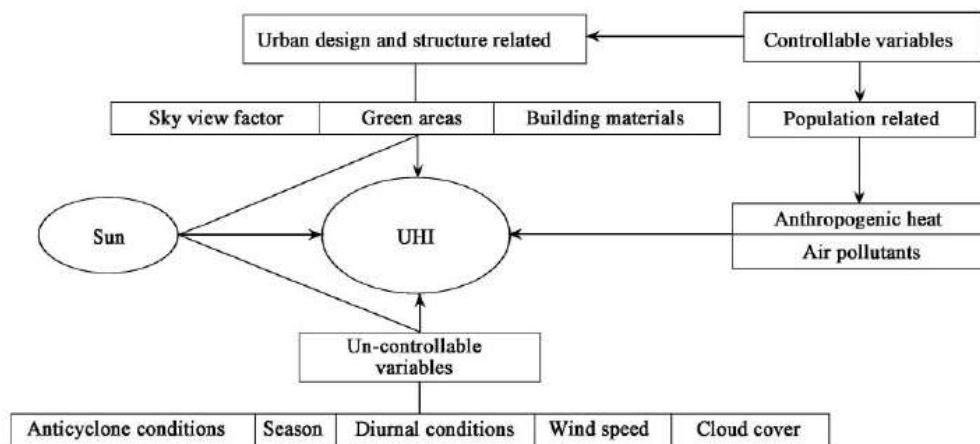 Urban design and structure related
Controllable variables
Sky view factor
Green areas
Building materials
Population related
Sun
UHI
Anthropogenic heat
Air pollutants
Un-controllable
variables
Anticyclone conditions
Season
Diurnal conditions
Wind speed
Cloud cover